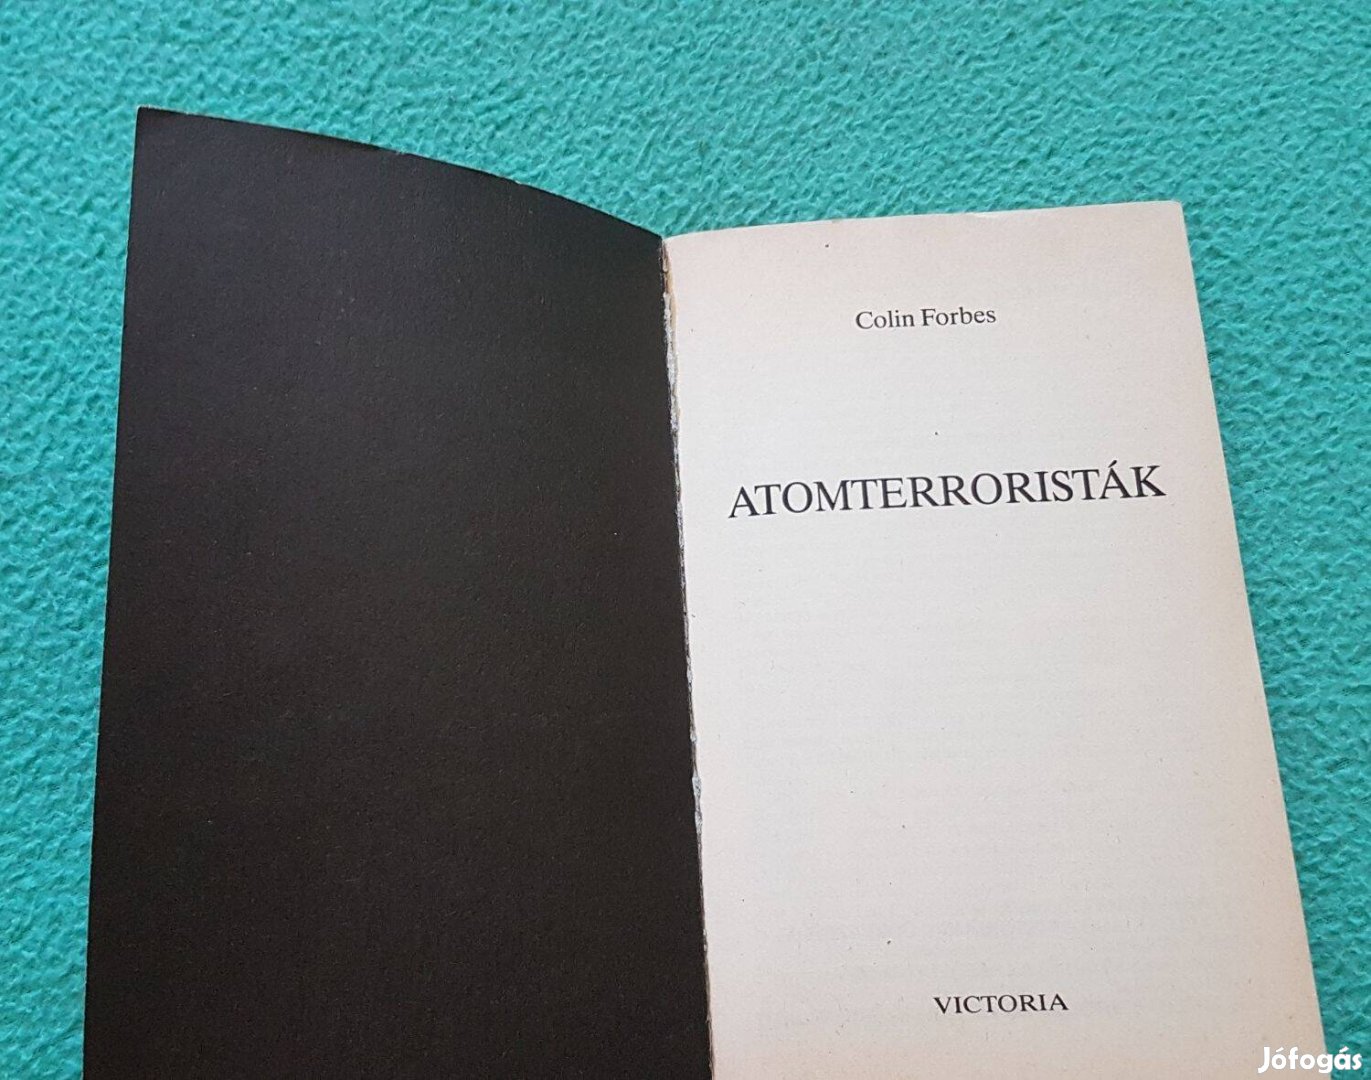 Colin Forbes
ATOMTERRORISTÁK
VICTORIA
Jófogás